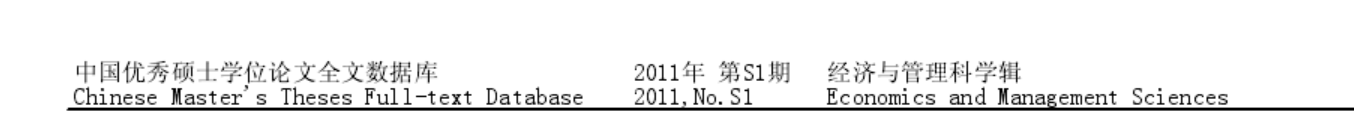 中国优秀硕士学位论文全文数据库 2011年 第S1期 经济与管理科学辑
Chinese Master's Theses Full-text Database 2011,No.S1 Economics and Management Sciences